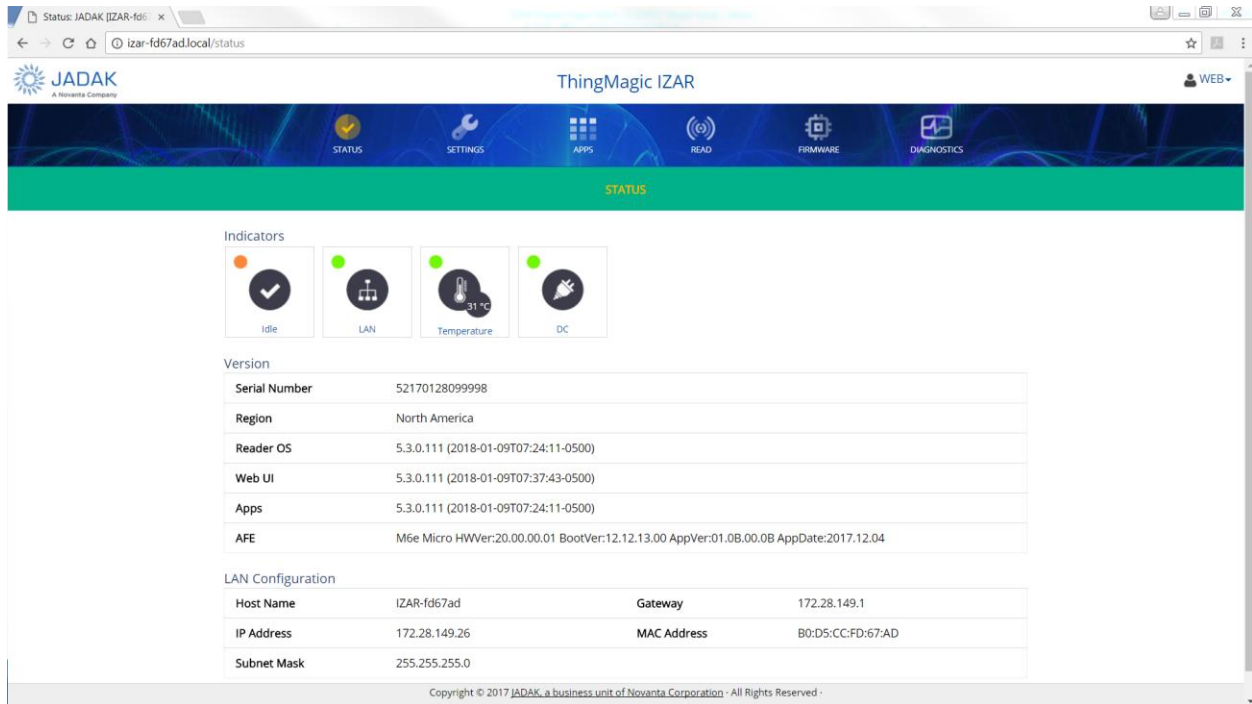 Status: JADAK [IZAR-fd6
izar-fd67ad.local/status
JADAK
A Novanta Company
ThingMagic IZAR
WEB
STATUS
SETTINGS
APPS
READ
FIRMWARE
DIAGNOSTICS
STATUS
Indicators
31 °C
Idle
LAN
Temperature
DC
Version
Serial Number 52170128099998
Region North America
Reader OS 5.3.0.111 (2018-01-09T07:24:11-0500)
Web UI 5.3.0.111 (2018-01-09T07:37:43-0500)
Apps 5.3.0.111 (2018-01-09T07:24:11-0500)
AFE M6e Micro HWVer:20.00.00.01 BootVer:12.12.13.00 AppVer:01.0B.00.0B AppDate:2017.12.04
LAN Configuration
Host Name IZAR-fd67ad Gateway 172.28.149.1
IP Address 172.28.149.26 MAC Address B0:D5:CC:FD:67:AD
Subnet Mask 255.255.255.0
Copyright © 2017 JADAK, a business unit of Novanta Corporation · All Rights Reserved ·